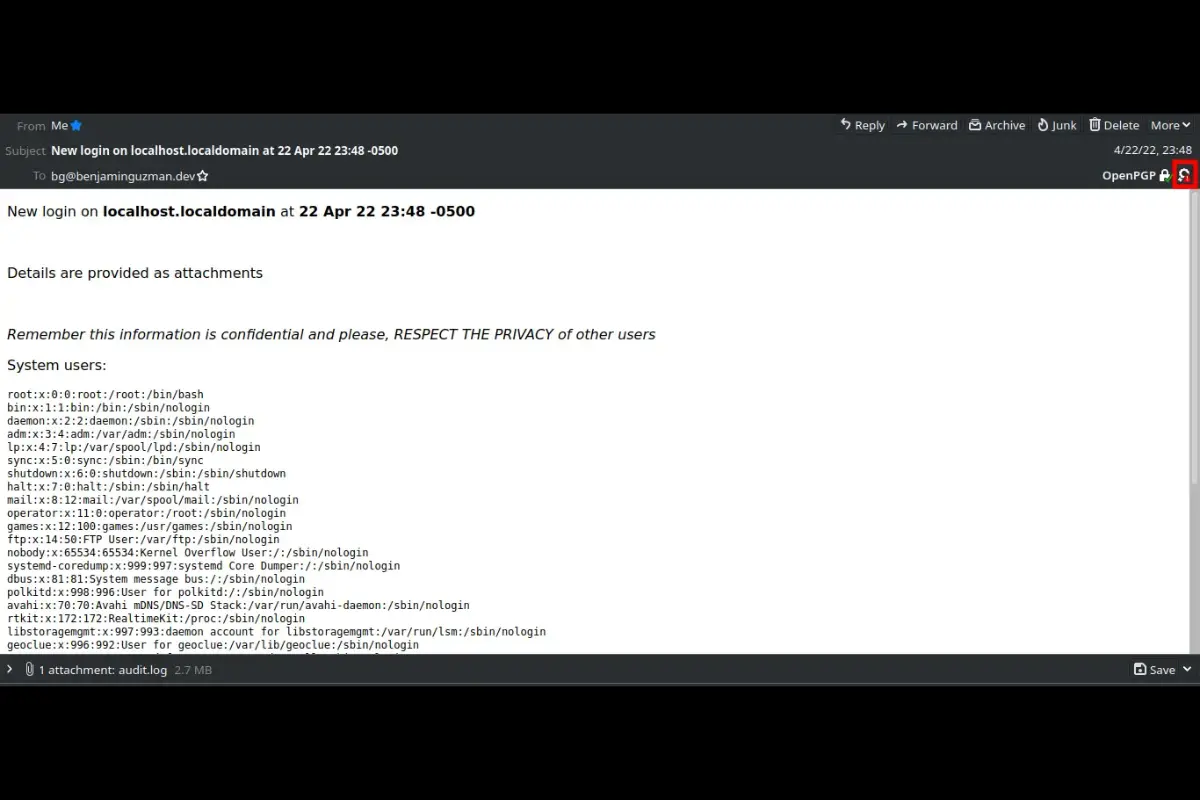 From Me Reply Forward Archive Junk Delete More
Subject New login on localhost.localdomain at 22 Apr 22 23:48 -0500 4/22/22, 23:48
To bg@benjaminguzman.dev OpenPGP
New login on localhost.localdomain at 22 Apr 22 23:48 -0500
Details are provided as attachments
Remember this information is confidential and please, RESPECT THE PRIVACY of other users
System users:
root:x:0:0:root:/root:/bin/bash
bin:x:1:1:bin:/bin:/sbin/nologin
daemon:x:2:2:daemon:/sbin:/sbin/nologin
adm:x:3:4:adm:/var/adm:/sbin/nologin
lp:x:4:7:lp:/var/spool/lpd:/sbin/nologin
sync:x:5:0:sync:/sbin:/bin/sync
shutdown:x:6:0:shutdown:/sbin:/sbin/shutdown
halt:x:7:0:halt:/sbin:/sbin/halt
mail:x:8:12:mail:/var/spool/mail:/sbin/nologin
operator:x:11:0:operator:/root:/sbin/nologin
games:x:12:100:games:/usr/games:/sbin/nologin
ftp:x:14:50:FTP User:/var/ftp:/sbin/nologin
nobody:x:65534:65534:Kernel Overflow User:/:/sbin/nologin
systemd-coredump:x:999:997:systemd Core Dumper:/:/sbin/nologin
dbus:x:81:81:System message bus:/:/sbin/nologin
polkitd:x:998:996:User for polkitd:/:/sbin/nologin
avahi:x:70:70:Avahi mDNS/DNS-SD Stack:/var/run/avahi-daemon:/sbin/nologin
rtkit:x:172:172:RealtimeKit:/proc:/sbin/nologin
libstoragemgmt:x:997:993:daemon account for libstoragemgmt:/var/run/lsm:/sbin/nologin
geoclue:x:996:992:User for geoclue:/var/lib/geoclue:/sbin/nologin
1 attachment: audit.log 2.7 MB Save